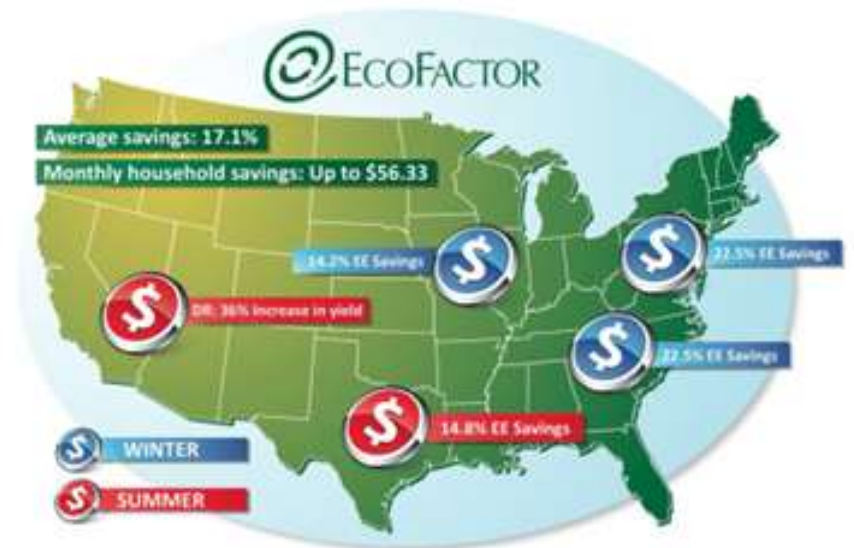 ECOFACTOR
Average savings: 17.1%
Monthly household savings: Up to $56.33
14.2% EE Savings
22.5% EE Savings
DR: 36% Increase in yield
22.5% EE Savings
14.8% EE Savings
WINTER
SUMMER